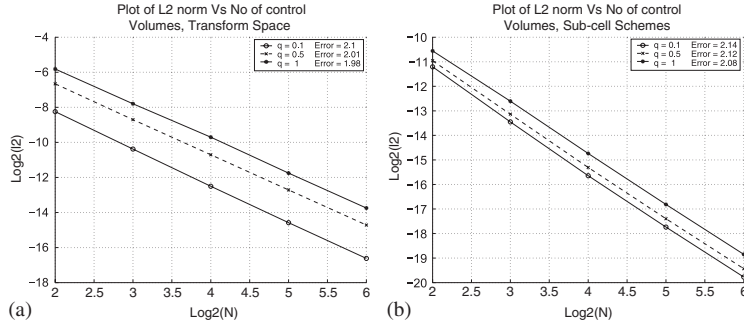 Plot of L2 norm Vs No of control
Volumes, Transform Space
−4
−6
−8
−10
−12
−14
−16
−18
Log2(l2)
q = 0.1 Error = 2.1
q = 0.5 Error = 2.01
q = 1 Error = 1.98
2 2.5 3 3.5 4 4.5 5 5.5 6
Log2(N)
(a)
Plot of L2 norm Vs No of control
Volumes, Sub-cell Schemes
−10
−11
−12
−13
−14
−15
−16
−17
−18
−19
−20
Log2(l2)
q = 0.1 Error = 2.14
q = 0.5 Error = 2.12
q = 1 Error = 2.08
2 2.5 3 3.5 4 4.5 5 5.5 6
Log2(N)
(b)